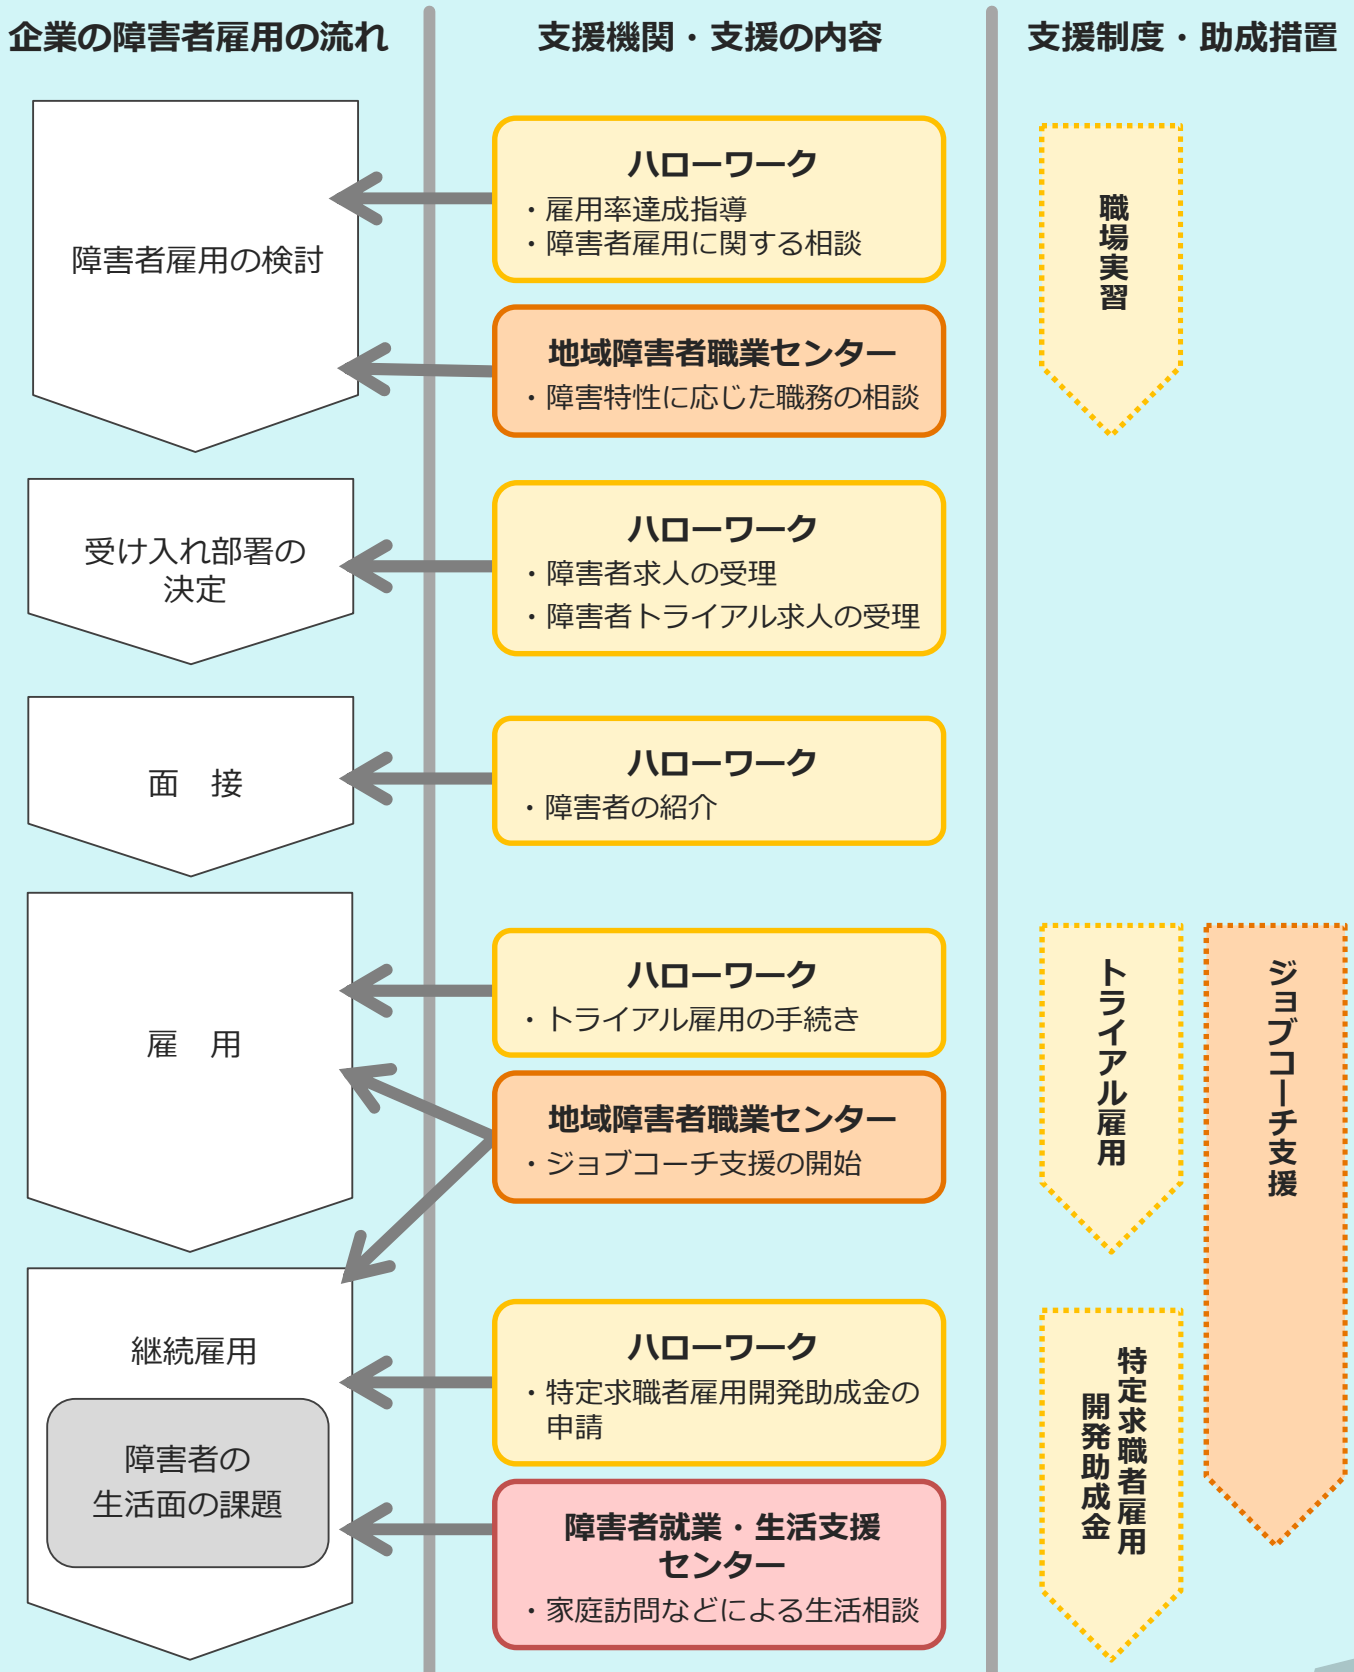 企業の障害者雇用の流れ
支援機関・支援の内容
支援制度・助成措置
障害者雇用の検討
ハローワーク
・雇用率達成指導
・障害者雇用に関する相談
地域障害者職業センター
・障害特性に応じた職務の相談
職場実習
受け入れ部署の
決定
ハローワーク
・障害者求人の受理
・障害者トライアル求人の受理
面　接
ハローワーク
・障害者の紹介
雇　用
ハローワーク
・トライアル雇用の手続き
地域障害者職業センター
・ジョブコーチ支援の開始
トライアル雇用
ジョブコーチ支援
継続雇用
障害者の
生活面の課題
ハローワーク
・特定求職者雇用開発助成金の
申請
障害者就業・生活支援
センター
・家庭訪問などによる生活相談
特定求職者雇用
開発助成金